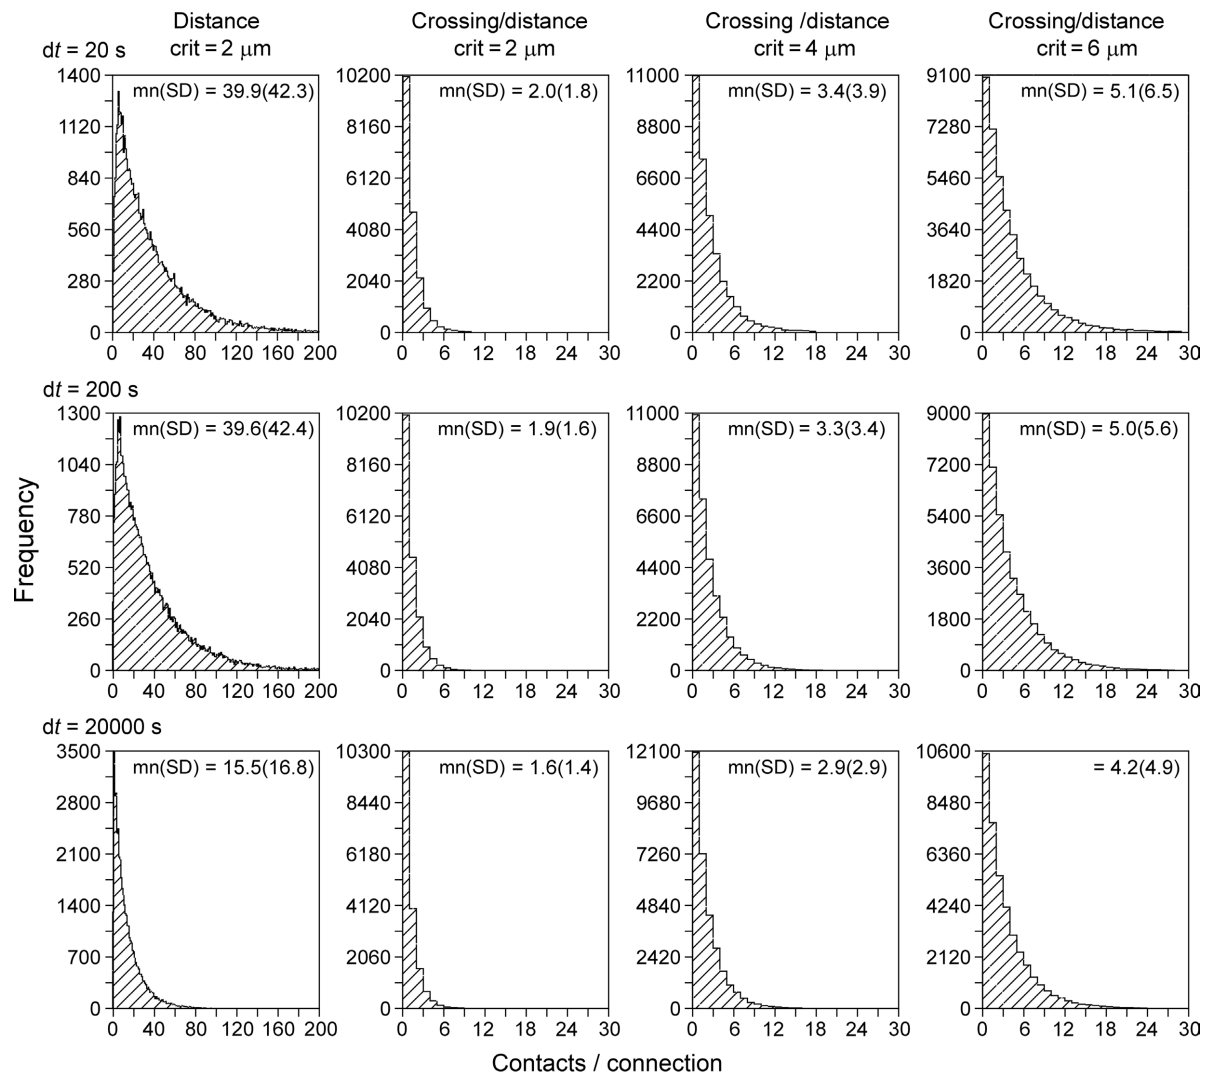 Distance
crit = 2 μm
Crossing/distance
crit = 2 μm
Crossing /distance
crit = 4 μm
Crossing/distance
crit = 6 μm
dt = 20 s
1400
1120
840
560
280
0
mn(SD) = 39.9(42.3)
0 40 80 120 160 200
10200
8160
6120
4080
2040
0
mn(SD) = 2.0(1.8)
0 6 12 18 24 30
11000
8800
6600
4400
2200
0
mn(SD) = 3.4(3.9)
0 6 12 18 24 30
9100
7280
5460
3640
1820
0
mn(SD) = 5.1(6.5)
0 6 12 18 24 30
dt = 200 s
Frequency
1300
1040
780
520
260
0
mn(SD) = 39.6(42.4)
0 40 80 120 160 200
10200
8160
6120
4080
2040
0
mn(SD) = 1.9(1.6)
0 6 12 18 24 30
11000
8800
6600
4400
2200
0
mn(SD) = 3.3(3.4)
0 6 12 18 24 30
9000
7200
5400
3600
1800
0
mn(SD) = 5.0(5.6)
0 6 12 18 24 30
dt = 20000 s
3500
2800
2100
1400
700
0
mn(SD) = 15.5(16.8)
0 40 80 120 160 200
10300
8440
6180
4120
2060
0
mn(SD) = 1.6(1.4)
0 6 12 18 24 30
12100
9680
7260
4840
2420
0
mn(SD) = 2.9(2.9)
0 6 12 18 24 30
10600
8480
6360
4240
2120
0
= 4.2(4.9)
0 6 12 18 24 30
Contacts / connection